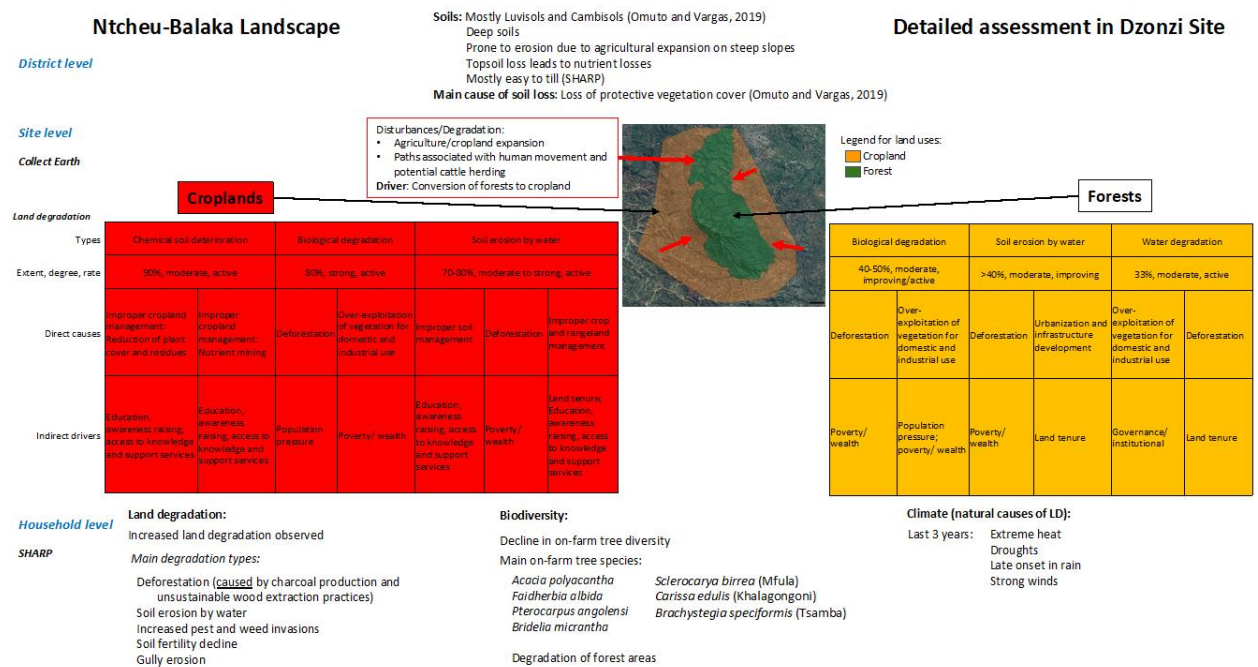 Ntcheu-Balaka Landscape
Detailed assessment in Dzonzi Site
District level
Soils: Mostly Luvisols and Cambisols (Omuto and Vargas, 2019)
Deep soils
Prone to erosion due to agricultural expansion on steep slopes
Topsoil loss leads to nutrient losses
Mostly easy to till (SHARP)
Main cause of soil loss: Loss of protective vegetation cover (Omuto and Vargas, 2019)
Site level
Collect Earth
Disturbances/Degradation:
• Agriculture/cropland expansion
• Paths associated with human movement and
potential cattle herding
Driver: Conversion of forests to cropland
Legend for land uses:
Cropland
Forest
Croplands
Forests
Land degradation
Types
Chemical soil deterioration
Biological degradation
Soil erosion by water
Extent, degree, rate
90%, moderate, active
80%, strong, active
70-80%, moderate to strong, active
Direct causes
Improper cropland
management:
Reduction of plant
cover and residues
Improper
cropland
management:
Nutrient mining
Deforestation
Over-exploitation
of vegetation for
domestic and
industrial use
Improper soil
management
Deforestation
Improper crop
and rangeland
management
Indirect drivers
Education,
awareness raising,
access to knowledge
and support services
Education,
awareness
raising, access to
knowledge and
support services
Population
pressure
Poverty/ wealth
Education,
awareness raising,
access to knowledge
and support services
Poverty/
wealth
Land tenure;
Education,
awareness
raising, access
to knowledge
and support
services
Biological degradation
Soil erosion by water
Water degradation
40-50%, moderate,
improving/active
>40%, moderate, improving
33%, moderate, active
Deforestation
Over-
exploitation of
vegetation for
domestic and
industrial use
Deforestation
Urbanization and
infrastructure
development
Over-
exploitation of
vegetation for
domestic and
industrial use
Deforestation
Poverty/
wealth
Population
pressure;
poverty/ wealth
Poverty/
wealth
Land tenure
Governance/
institutional
Land tenure
Household level
SHARP
Land degradation:
Increased land degradation observed
Main degradation types:
Deforestation (caused by charcoal production and
unsustainable wood extraction practices)
Soil erosion by water
Increased pest and weed invasions
Soil fertility decline
Gully erosion
Biodiversity:
Decline in on-farm tree diversity
Main on-farm tree species:
Acacia polyacantha
Faidherbia albida
Pterocarpus angolensi
Bridelia micrantha
Sclerocarya birrea (Mfula)
Carissa edulis (Khalagongoni)
Brachystegia speciformis (Tsamba)
Degradation of forest areas
Climate (natural causes of LD):
Last 3 years: Extreme heat
Droughts
Late onset in rain
Strong winds